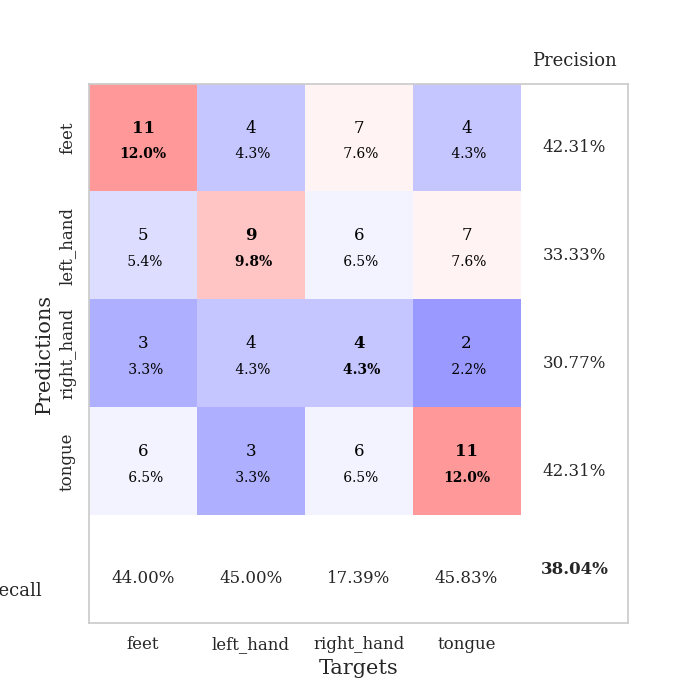 Precision
feet
11 4 7 4
12.0% 4.3% 7.6% 4.3%
42.31%
left_hand
5 9 6 7
5.4% 9.8% 6.5% 7.6%
33.33%
Predictions
right_hand
3 4 4 2
3.3% 4.3% 4.3% 2.2%
30.77%
tongue
6 3 6 11
6.5% 3.3% 6.5% 12.0%
42.31%
ecall
44.00% 45.00% 17.39% 45.83% 38.04%
feet left_hand right_hand tongue
Targets